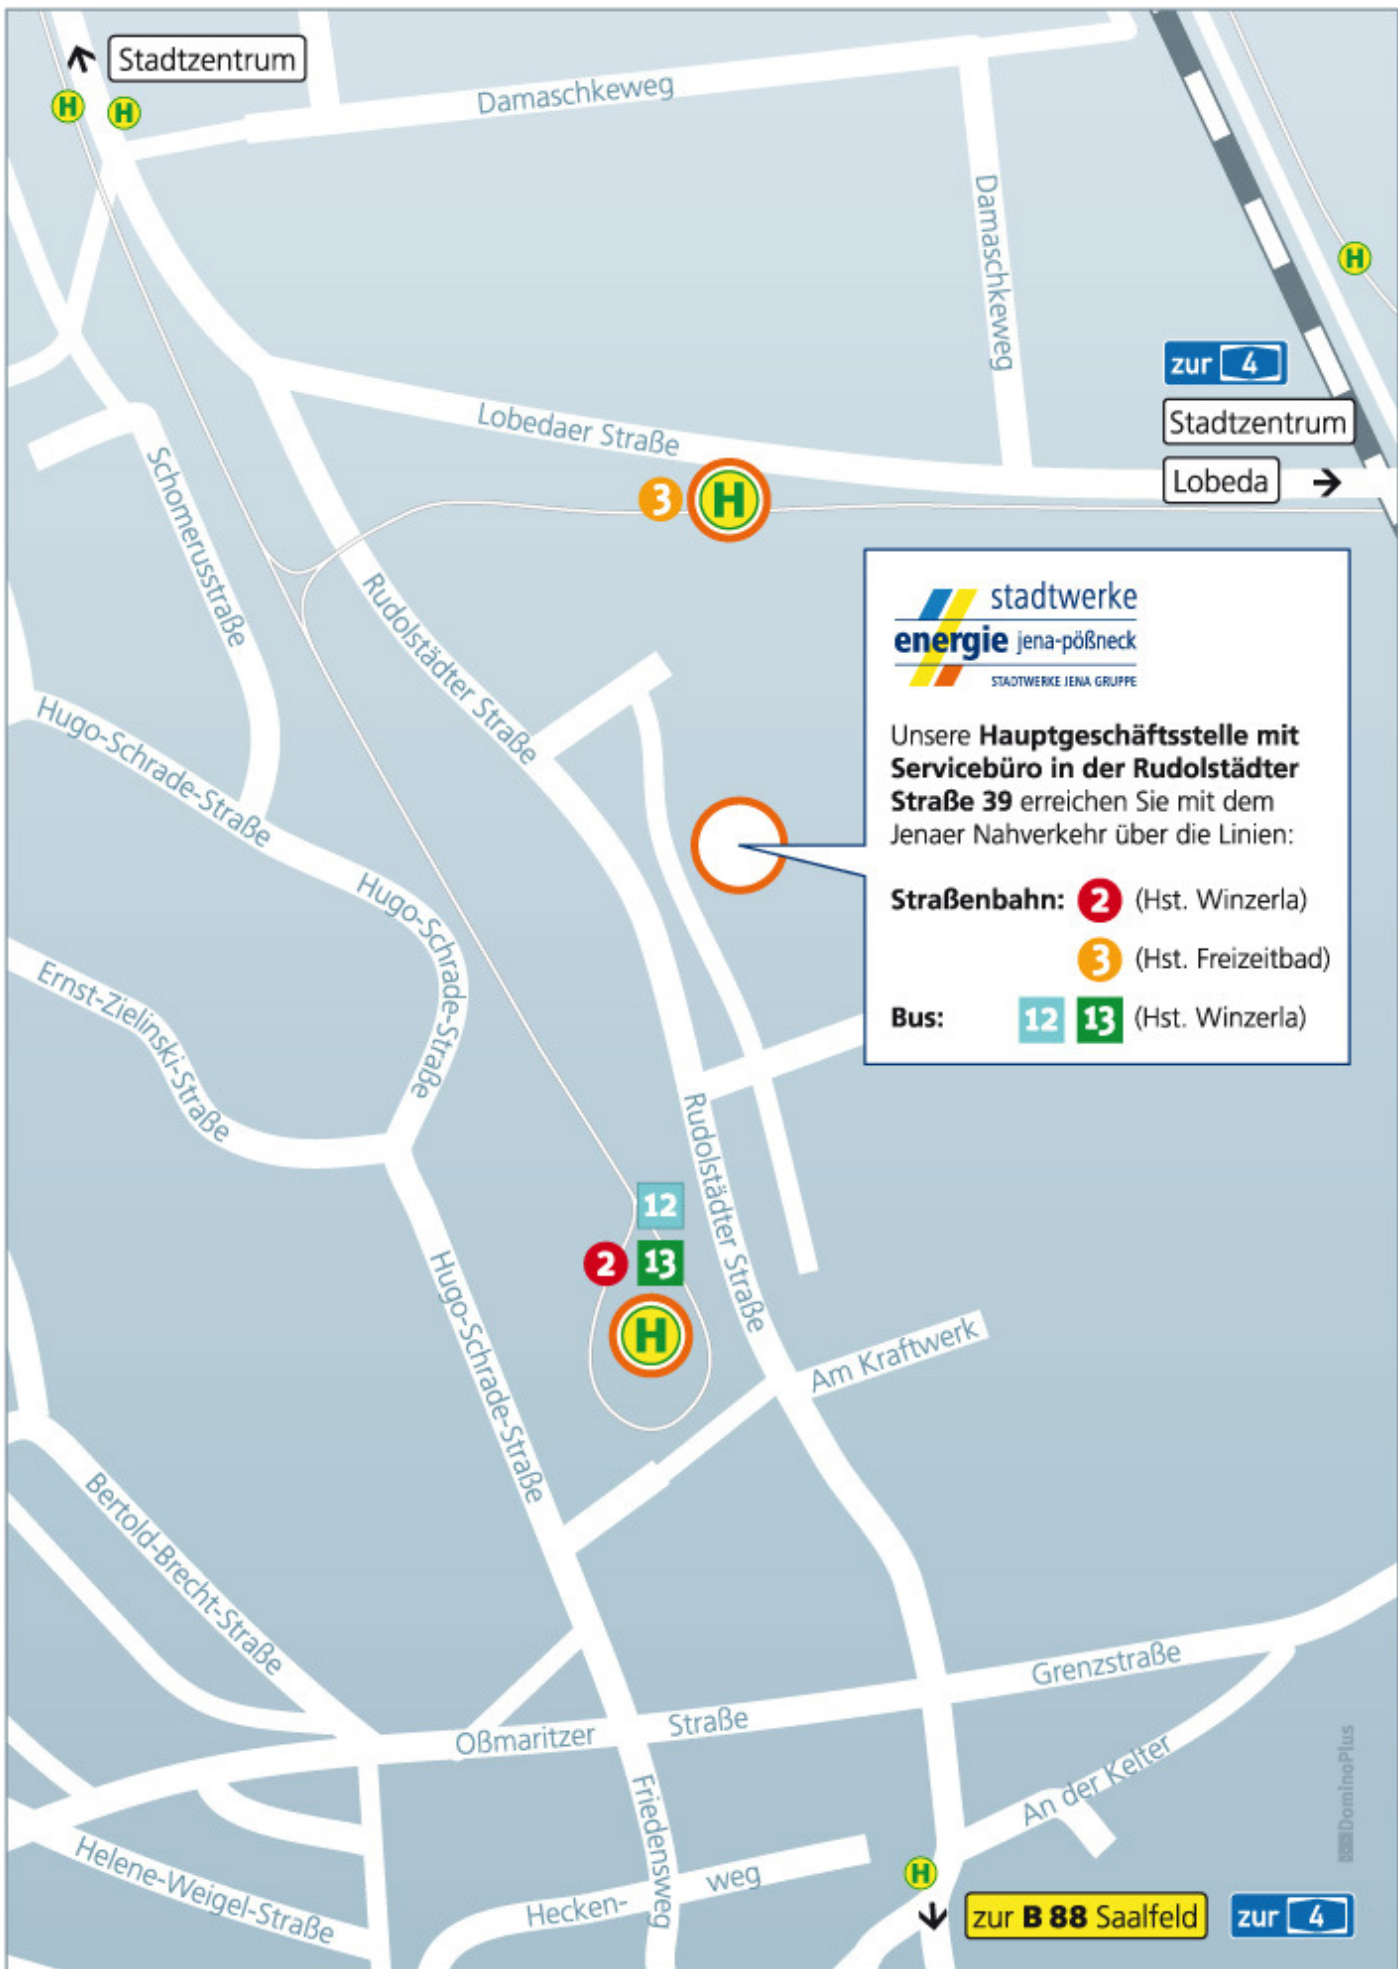 Stadtzentrum
H
H
Damaschkeweg
Damaschkeweg
H
zur 4
Stadtzentrum
Lobeda
Lobedaer Straße
3
H
Schomerusstraße
Rudolstädter Straße
stadtwerke
energie jena-pößneck
STADTWERKE JENA GRUPPE
Unsere Hauptgeschäftsstelle mit
Servicebüro in der Rudolstädter
Straße 39 erreichen Sie mit dem
Jenaer Nahverkehr über die Linien:
Straßenbahn: 2 (Hst. Winzerla)
3 (Hst. Freizeitbad)
Bus: 12 13 (Hst. Winzerla)
Hugo-Schrade-Straße
Hugo-Schrade-Straße
Ernst-Zielinski-Straße
Rudolstädter Straße
12
2 13
H
Hugo-Schrade-Straße
Am Kraftwerk
Bertold-Brecht-Straße
Grenzstraße
Oßmaritzer Straße
An der Kelter
Friedensweg
Helene-Weigel-Straße
Hecken- weg
H
zur B 88 Saalfeld
zur 4
DominoPlus